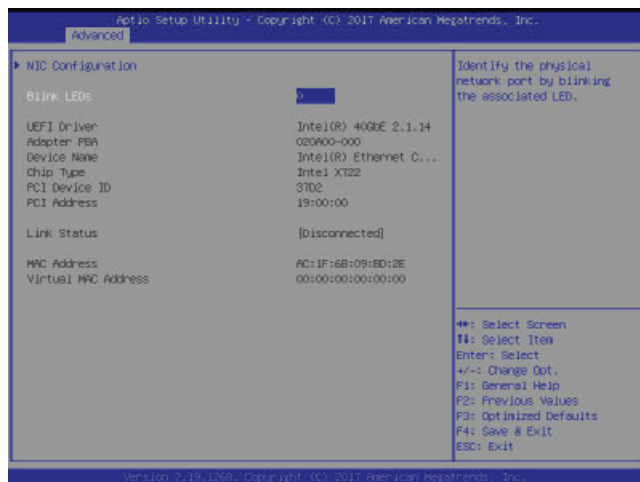 Aptio Setup Utility - Copyright (C) 2017 American Megatrends, Inc.
Advanced
NIC Configuration
Blink LEDs 0
UEFI Driver Intel(R) 40GbE 2.1.14
Adapter PBA 020A00-000
Device Name Intel(R) Ethernet C...
Chip Type Intel X722
PCI Device ID 37D2
PCI Address 19:00:00
Link Status [Disconnected]
MAC Address AC:1F:6B:09:BD:2E
Virtual MAC Address 00:00:00:00:00:00
Identify the physical
network port by blinking
the associated LED.
↔: Select Screen
↑↓: Select Item
Enter: Select
+/-: Change Opt.
F1: General Help
F2: Previous Values
F3: Optimized Defaults
F4: Save & Exit
ESC: Exit
Version 2.19.1268. Copyright (C) 2017 American Megatrends, Inc.